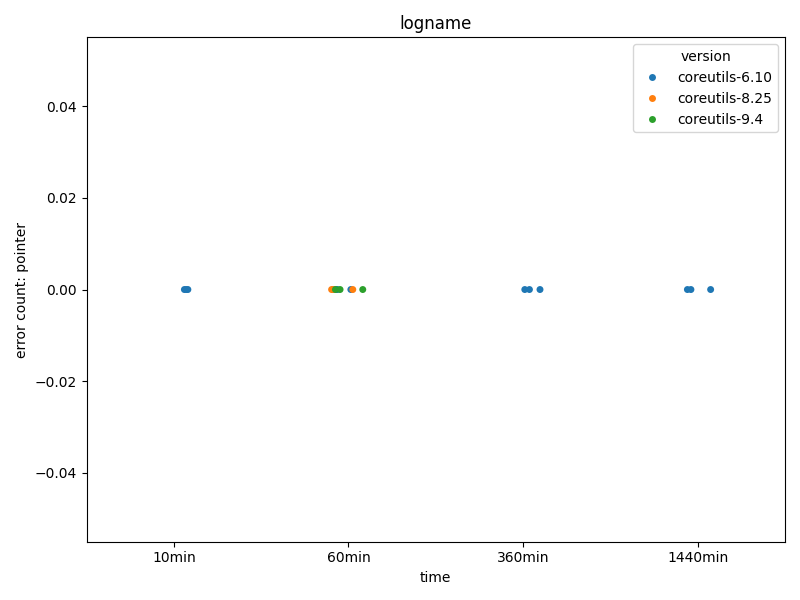 logname
version
coreutils-6.10
coreutils-8.25
coreutils-9.4
0.04
0.02
0.00
−0.02
−0.04
error count: pointer
10min
60min
360min
1440min
time